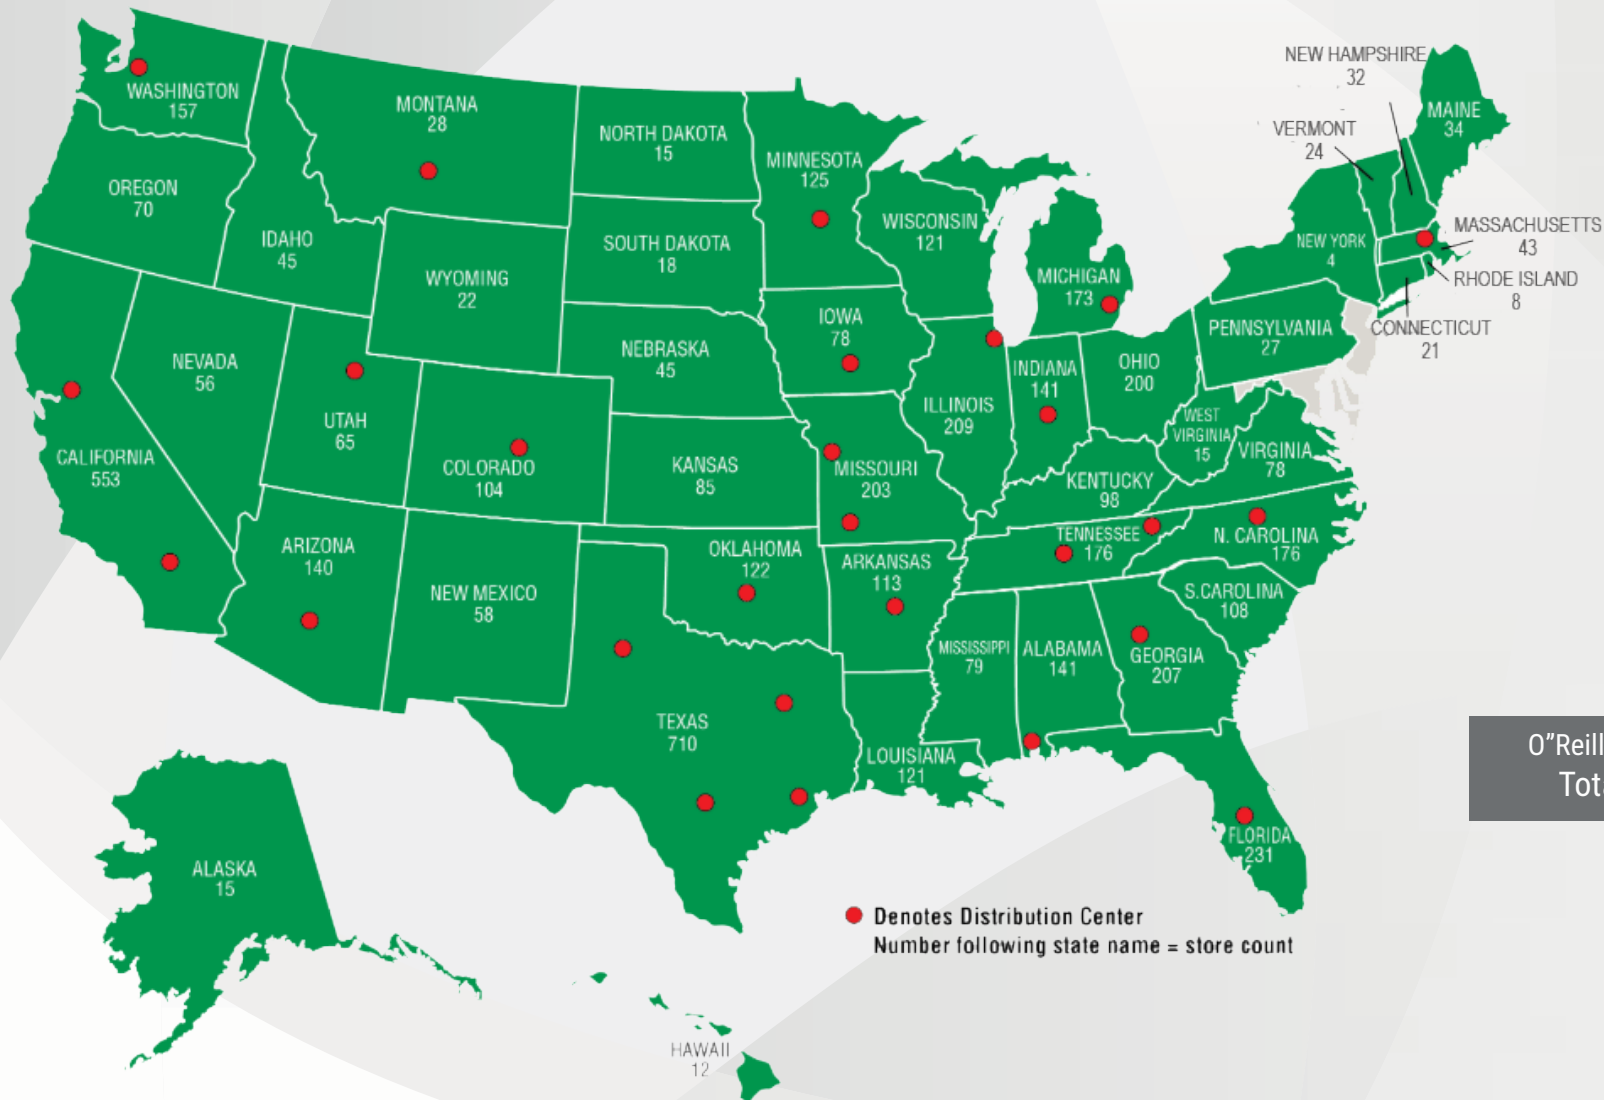 WASHINGTON
157
OREGON
70
CALIFORNIA
553
IDAHO
45
NEVADA
56
MONTANA
28
WYOMING
22
UTAH
65
COLORADO
104
ARIZONA
140
NEW MEXICO
58
NORTH DAKOTA
15
SOUTH DAKOTA
18
NEBRASKA
45
KANSAS
85
OKLAHOMA
122
TEXAS
710
MINNESOTA
125
IOWA
78
MISSOURI
203
ARKANSAS
113
LOUISIANA
121
WISCONSIN
121
ILLINOIS
209
MICHIGAN
173
INDIANA
141
OHIO
200
KENTUCKY
98
TENNESSEE
176
MISSISSIPPI
79
ALABAMA
141
GEORGIA
207
FLORIDA
231
S.CAROLINA
108
N. CAROLINA
176
VIRGINIA
78
WEST
VIRGINIA
15
PENNSYLVANIA
27
NEW YORK
4
NEW HAMPSHIRE
32
VERMONT
24
MAINE
34
MASSACHUSETTS
43
RHODE ISLAND
8
CONNECTICUT
21
ALASKA
15
HAWAII
12
Denotes Distribution Center
Number following state name = store count
O"Reill
Tot